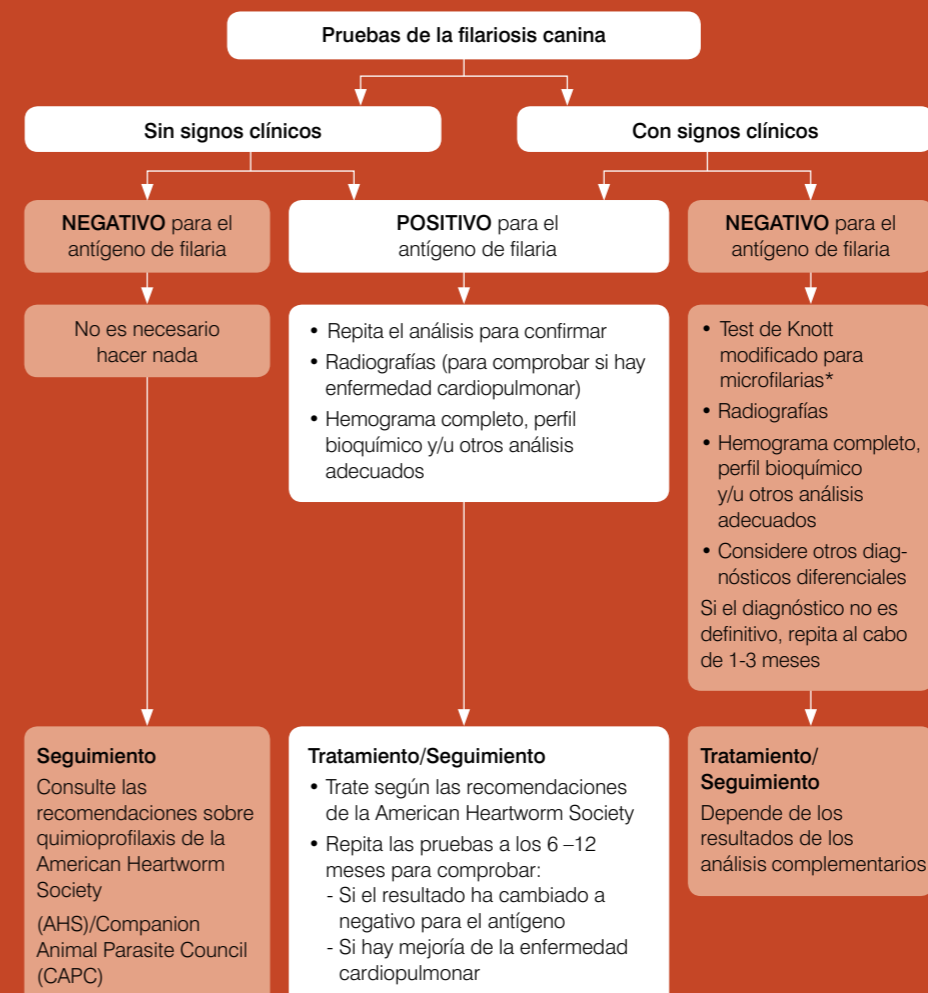 Pruebas de la filariosis canina
Sin signos clínicos
Con signos clínicos
NEGATIVO para el
antígeno de filaria
POSITIVO para el
antígeno de filaria
NEGATIVO para el
antígeno de filaria
No es necesario
hacer nada
• Repita el análisis para confirmar
• Radiografías (para comprobar si hay
enfermedad cardiopulmonar)
• Hemograma completo, perfil
bioquímico y/u otros análisis
adecuados
• Test de Knott
modificado para
microfilarias*
• Radiografías
• Hemograma completo,
perfil bioquímico
y/u otros análisis
adecuados
• Considere otros diag-
nósticos diferenciales
Si el diagnóstico no es
definitivo, repita al cabo
de 1-3 meses
Seguimiento
Consulte las
recomendaciones sobre
quimioprofilaxis de la
American Heartworm
Society
(AHS)/Companion
Animal Parasite Council
(CAPC)
Tratamiento/Seguimiento
• Trate según las recomendaciones
de la American Heartworm Society
• Repita las pruebas a los 6 –12
meses para comprobar:
- Si el resultado ha cambiado a
negativo para el antígeno
- Si hay mejoría de la enfermedad
cardiopulmonar
Tratamiento/
Seguimiento
Depende de los
resultados de los
análisis complementarios